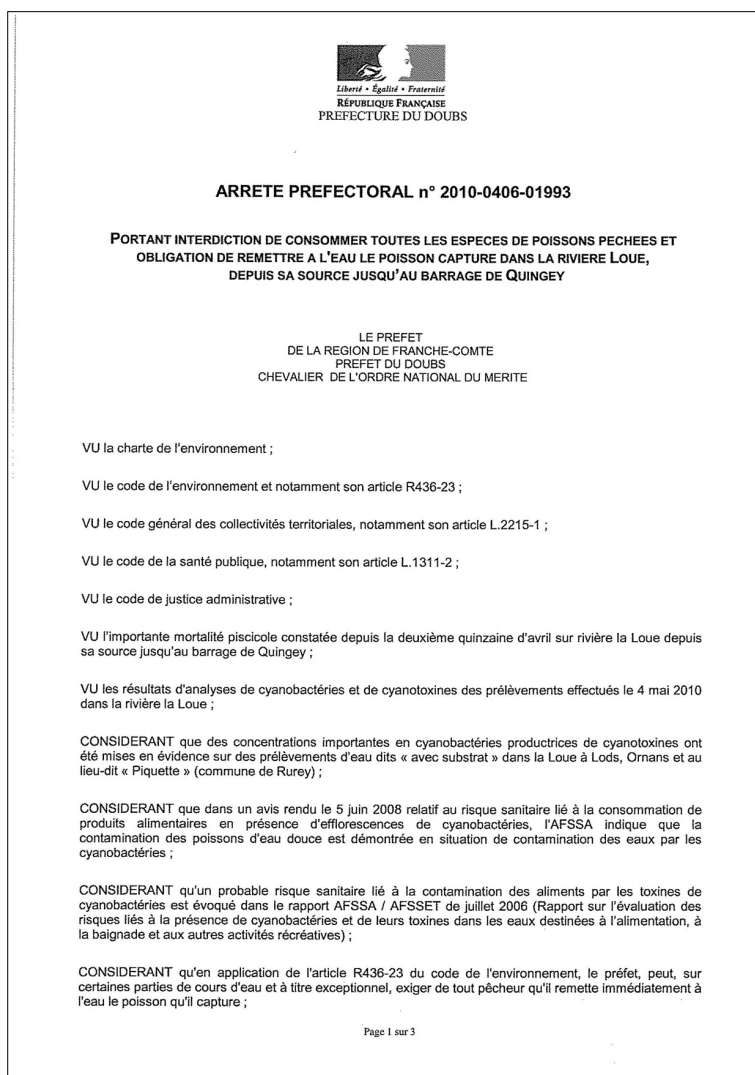 Liberté • Égalité • Fraternité
RÉPUBLIQUE FRANÇAISE
PREFECTURE DU DOUBS
ARRETE PREFECTORAL n° 2010-0406-01993
PORTANT INTERDICTION DE CONSOMMER TOUTES LES ESPECES DE POISSONS PECHEES ET
OBLIGATION DE REMETTRE A L'EAU LE POISSON CAPTURE DANS LA RIVIERE LOUE,
DEPUIS SA SOURCE JUSQU'AU BARRAGE DE QUINGEY
LE PREFET
DE LA REGION DE FRANCHE-COMTE
PREFET DU DOUBS
CHEVALIER DE L'ORDRE NATIONAL DU MERITE
VU la charte de l'environnement ;
VU le code de l'environnement et notamment son article R436-23 ;
VU le code général des collectivités territoriales, notamment son article L.2215-1 ;
VU le code de la santé publique, notamment son article L.1311-2 ;
VU le code de justice administrative ;
VU l'importante mortalité piscicole constatée depuis la deuxième quinzaine d'avril sur rivière la Loue depuis
sa source jusqu'au barrage de Quingey ;
VU les résultats d'analyses de cyanobactéries et de cyanotoxines des prélèvements effectués le 4 mai 2010
dans la rivière la Loue ;
CONSIDERANT que des concentrations importantes en cyanobactéries productrices de cyanotoxines ont
été mises en évidence sur des prélèvements d'eau dits « avec substrat » dans la Loue à Lods, Ornans et au
lieu-dit « Piquette » (commune de Rurey) ;
CONSIDERANT que dans un avis rendu le 5 juin 2008 relatif au risque sanitaire lié à la consommation de
produits alimentaires en présence d'efflorescences de cyanobactéries, l'AFSSA indique que la
contamination des poissons d'eau douce est démontrée en situation de contamination des eaux par les
cyanobactéries ;
CONSIDERANT qu'un probable risque sanitaire lié à la contamination des aliments par les toxines de
cyanobactéries est évoqué dans le rapport AFSSA / AFSSET de juillet 2006 (Rapport sur l'évaluation des
risques liés à la présence de cyanobactéries et de leurs toxines dans les eaux destinées à l'alimentation, à
la baignade et aux autres activités récréatives) ;
CONSIDERANT qu'en application de l'article R436-23 du code de l'environnement, le préfet, peut, sur
certaines parties de cours d'eau et à titre exceptionnel, exiger de tout pêcheur qu'il remette immédiatement à
l'eau le poisson qu'il capture ;
Page 1 sur 3